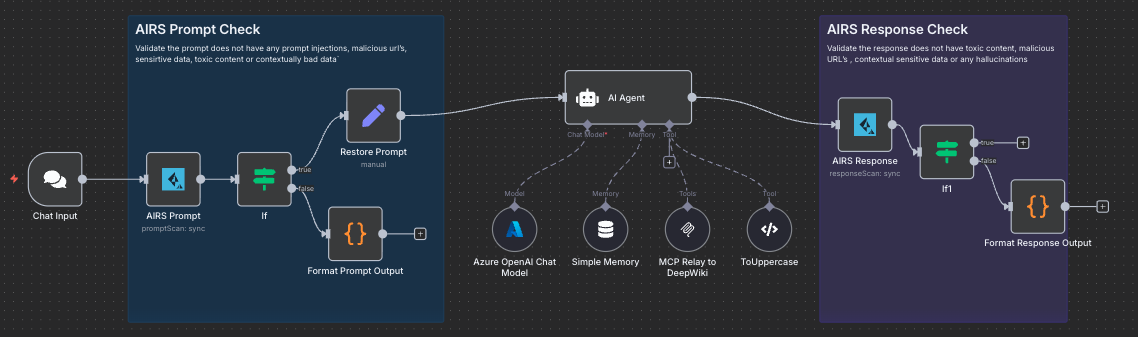 AIRS Prompt Check
Validate the prompt does not have any prompt injections, malicious url's,
sensirtive data, toxic content or contextually bad data`
Restore Prompt
manual
Chat Input
AIRS Prompt
promptScan: sync
If
true
false
Format Prompt Output
AI Agent
Chat Model*
Memory
Tool
Model
Memory
Tools
Tool
Azure OpenAI Chat
Model
Simple Memory
MCP Relay to
DeepWiki
ToUppercase
AIRS Response Check
Validate the response does not have toxic content, malicious
URL's , contextual sensitive data or any hallucinations
AIRS Response
responseScan: sync
If1
true
false
Format Response Output